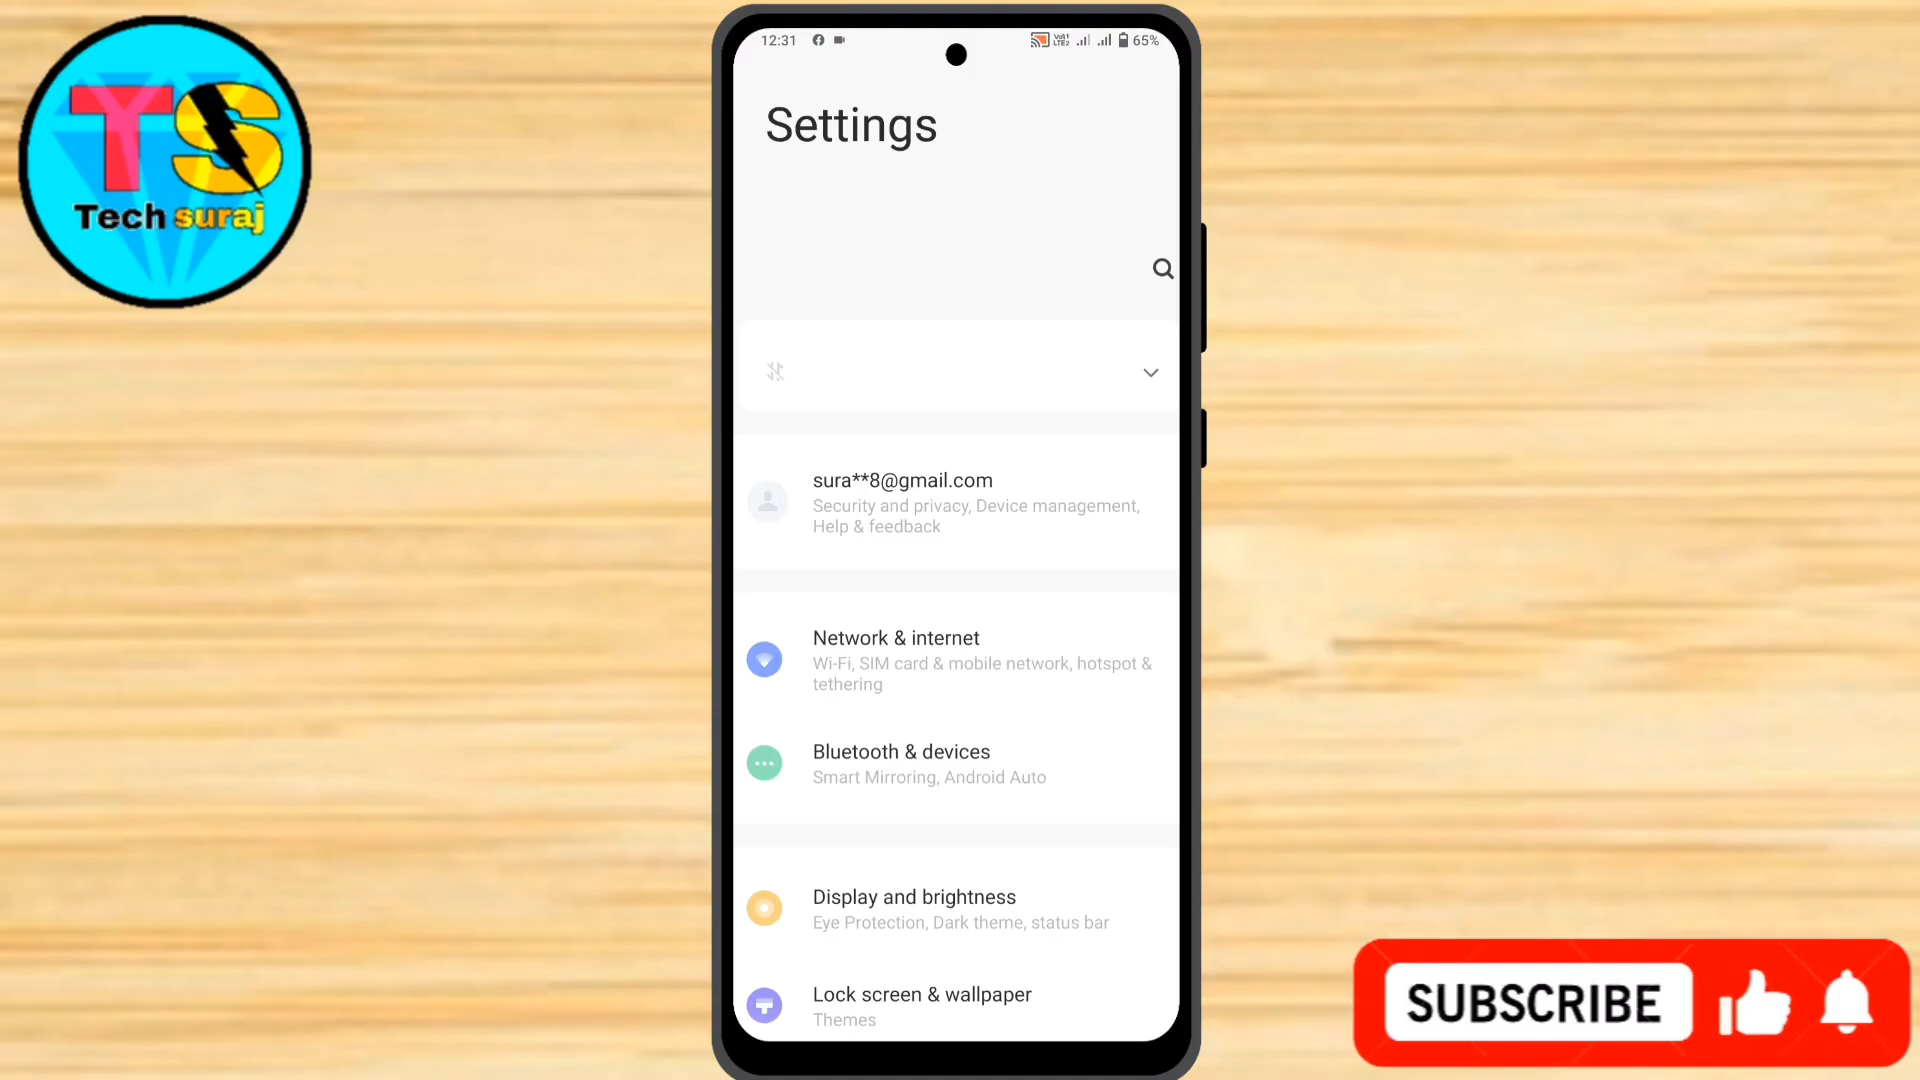 TS
Tech suraj
12:31
VoII LTE2 65%
Settings
sura**8@gmail.com
Security and privacy, Device management,
Help & feedback
Network & internet
Wi-Fi, SIM card & mobile network, hotspot &
tethering
Bluetooth & devices
Smart Mirroring, Android Auto
Display and brightness
Eye Protection, Dark theme, status bar
Lock screen & wallpaper
Themes
SUBSCRIBE